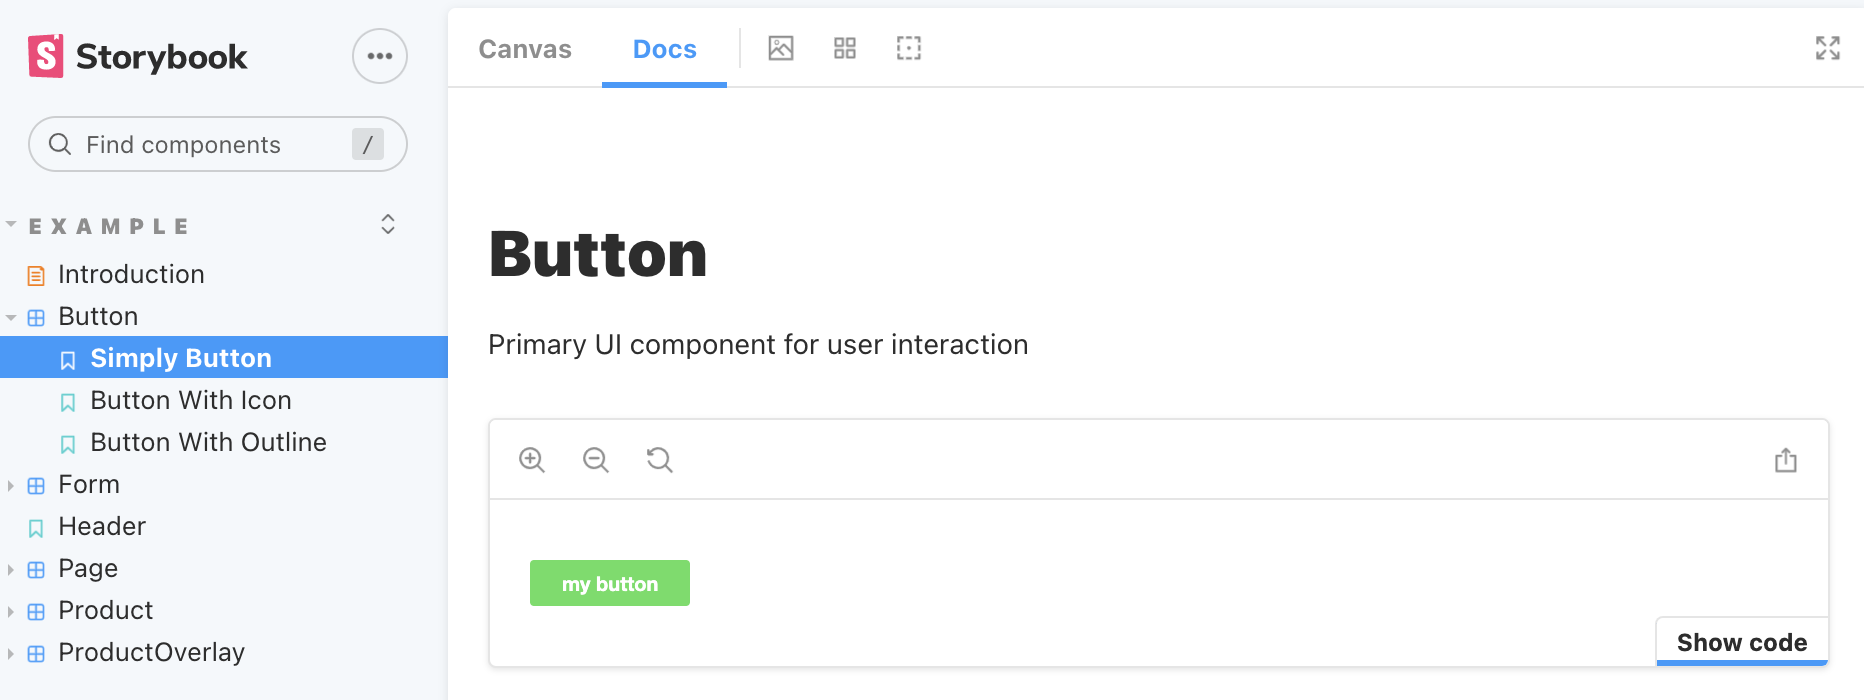 Storybook
Find components
/
EXAMPLE
Introduction
Button
Simply Button
Button With Icon
Button With Outline
Form
Header
Page
Product
ProductOverlay
Canvas
Docs
Button
Primary UI component for user interaction
my button
Show code